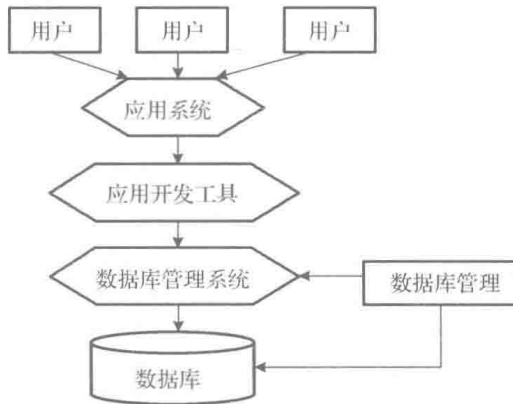 用户
用户
用户
应用系统
应用开发工具
数据库管理系统
数据库管理
数据库